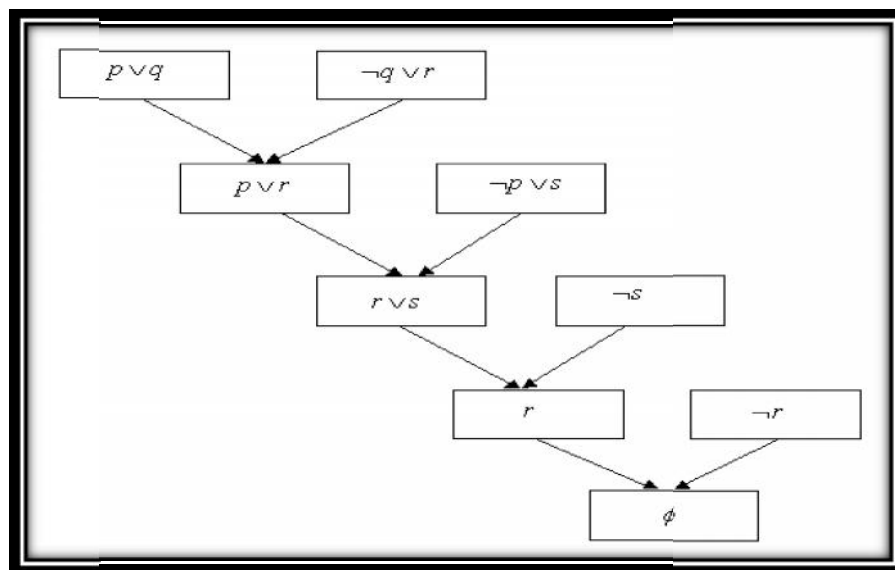 p ∨ q
¬q ∨ r
p ∨ r
¬p ∨ s
r ∨ s
¬s
r
¬r
ϕ